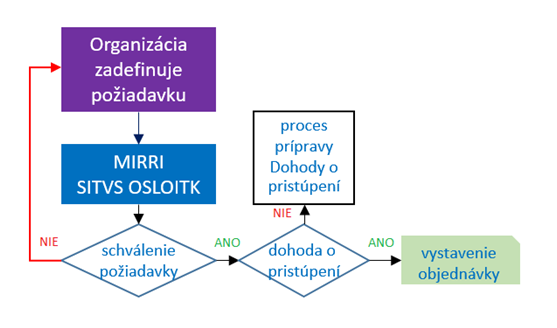 Organizácia
zadefinuje
požiadavku
MIRRI
SITVS OSLOITK
proces
prípravy
Dohody o
pristúpení
NIE
NIE
schválenie
požiadavky
ANO
dohoda o
pristúpení
ANO
vystavenie
objednávky